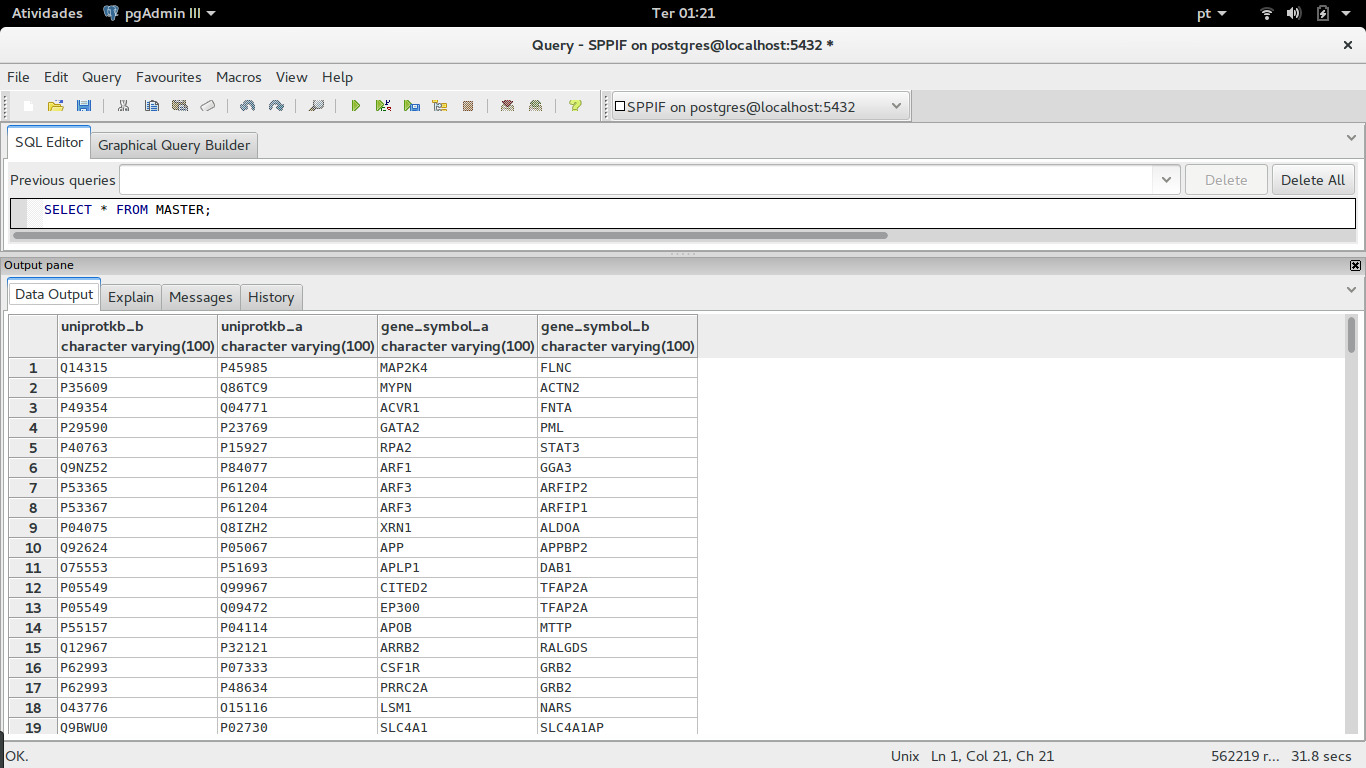 Atividades pgAdmin III Ter 01:21 pt
Query - SPPIF on postgres@localhost:5432 *
File Edit Query Favourites Macros View Help
SPPIF on postgres@localhost:5432
SQL Editor Graphical Query Builder
Previous queries Delete Delete All
SELECT * FROM MASTER;
Output pane
Data Output Explain Messages History
uniprotkb_b uniprotkb_a gene_symbol_a gene_symbol_b
character varying(100) character varying(100) character varying(100) character varying(100)
1 Q14315 P45985 MAP2K4 FLNC
2 P35609 Q86TC9 MYPN ACTN2
3 P49354 Q04771 ACVR1 FNTA
4 P29590 P23769 GATA2 PML
5 P40763 P15927 RPA2 STAT3
6 Q9NZ52 P84077 ARF1 GGA3
7 P53365 P61204 ARF3 ARFIP2
8 P53367 P61204 ARF3 ARFIP1
9 P04075 Q8IZH2 XRN1 ALDOA
10 Q92624 P05067 APP APPBP2
11 O75553 P51693 APLP1 DAB1
12 P05549 Q99967 CITED2 TFAP2A
13 P05549 Q09472 EP300 TFAP2A
14 P55157 P04114 APOB MTTP
15 Q12967 P32121 ARRB2 RALGDS
16 P62993 P07333 CSF1R GRB2
17 P62993 P48634 PRRC2A GRB2
18 O43776 O15116 LSM1 NARS
19 Q9BWU0 P02730 SLC4A1 SLC4A1AP
OK. Unix Ln 1, Col 21, Ch 21 562219 r... 31.8 secs